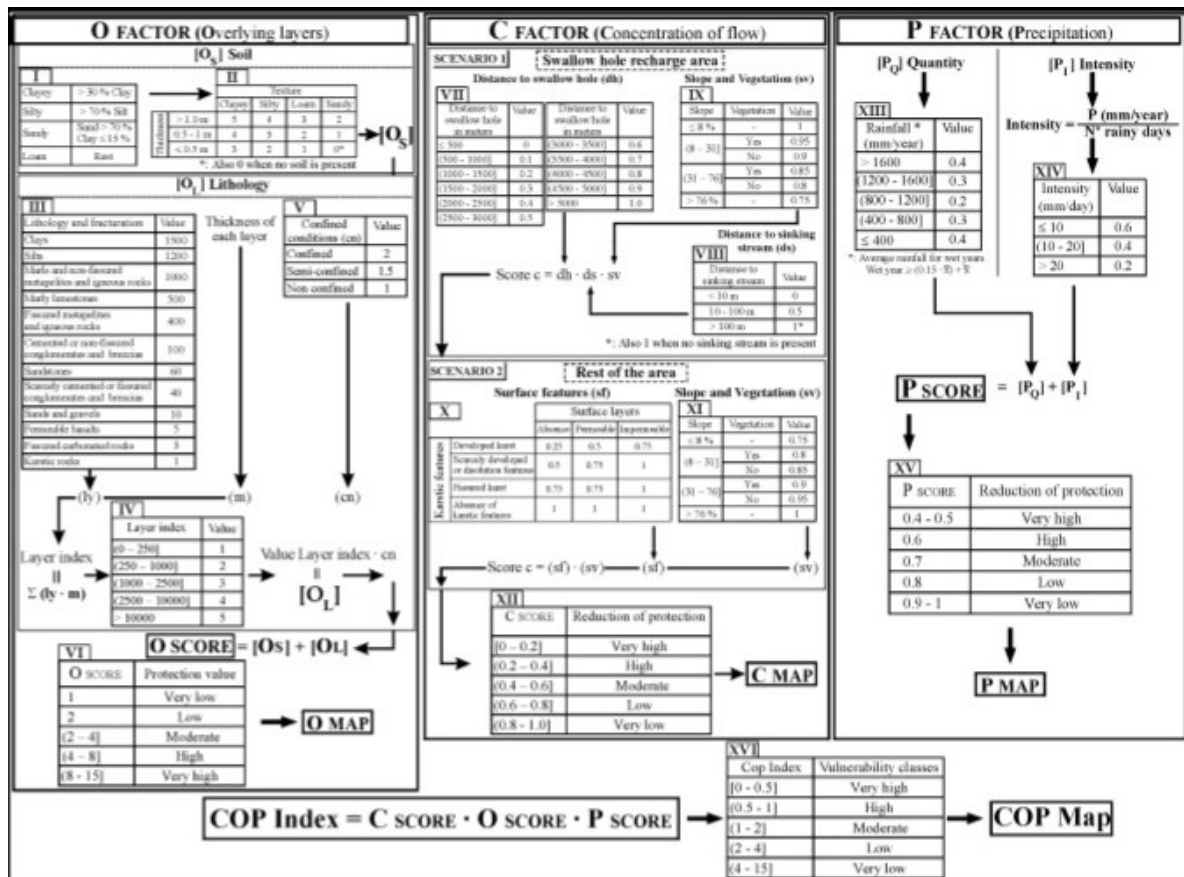 O FACTOR (Overlying layers)
[OS] Soil
I
Clayey > 30 % Clay
Silty > 70 % Silt
Sandy Sand > 70 % Clay ≤ 15 %
Loam Rest
II
Texture
Clayey Silty Loam Sandy
Thickness
> 1.0 m 5 4 3 2
0.5 - 1 m 4 3 2 1
< 0.5 m 3 2 1 0*
[OS]
*: Also 0 when no soil is present
[OL] Lithology
III
Lithology and fracturation Value
Clays 1500
Silts 1200
Marls and non-fissured metapelites and igneous rocks 1000
Marly limestones 500
Fissured metapelites and igneous rocks 400
Cemented or non-fissured conglomerates and breccias 100
Sandstones 60
Scarcely cemented or fissured conglomerates and breccias 40
Sands and gravels 10
Permeable basalts 5
Fissured carbonated rocks 3
Karstic rocks 1
Thickness of each layer
V
Confined conditions (cn) Value
Confined 2
Semi-confined 1.5
Non confined 1
(ly)
(m)
(cn)
Layer index
=
Σ (ly · m)
IV
Layer index Value
(0 – 250] 1
(250 – 1000] 2
(1000 – 2500] 3
(2500 – 10000] 4
> 10000 5
Value Layer index · cn
=
[OL]
O SCORE = [OS] + [OL]
VI
O SCORE Protection value
1 Very low
2 Low
(2 – 4] Moderate
(4 – 8] High
(8 - 15] Very high
O MAP
C FACTOR (Concentration of flow)
SCENARIO 1
Swallow hole recharge area
Distance to swallow hole (dh)
VII
Distance to swallow hole in meters Value Distance to swallow hole in meters Value
≤ 500 0 (3000 - 3500] 0.6
(500 - 1000] 0.1 (3500 - 4000] 0.7
(1000 - 1500] 0.2 (4000 - 4500] 0.8
(1500 - 2000] 0.3 (4500 - 5000] 0.9
(2000 - 2500] 0.4 > 5000 1.0
(2500 - 3000] 0.5
Slope and Vegetation (sv)
IX
Slope Vegetation Value
≤ 8 % - 1
(8 – 31] Yes 0.95
No 0.9
(31 – 76] Yes 0.85
No 0.8
> 76 % - 0.75
Score c = dh · ds · sv
Distance to sinking stream (ds)
VIII
Distance to sinking stream Value
< 10 m 0
10 - 100 m 0.5
> 100 m 1*
*: Also 1 when no sinking stream is present
SCENARIO 2
Rest of the area
Surface features (sf)
X
Surface layers
Absence Permeable Impermeable
Karstic features
Developed karst 0.25 0.5 0.75
Scarcely developed or dissolution features 0.5 0.75 1
Fissured karst 0.75 0.75 1
Absence of karstic features 1 1 1
Slope and Vegetation (sv)
XI
Slope Vegetation Value
≤ 8 % - 0.75
(8 – 31] Yes 0.8
No 0.85
(31 – 76] Yes 0.9
No 0.95
> 76 % - 1
Score c = (sf) · (sv)
(sf)
(sv)
XII
C SCORE Reduction of protection
[0 – 0.2] Very high
(0.2 – 0.4] High
(0.4 – 0.6] Moderate
(0.6 – 0.8] Low
(0.8 - 1.0] Very low
C MAP
P FACTOR (Precipitation)
[PQ] Quantity
XIII
Rainfall * (mm/year) Value
> 1600 0.4
(1200 - 1600] 0.3
(800 - 1200] 0.2
(400 - 800] 0.3
≤ 400 0.4
*: Average rainfall for wet years.
Wet year ≥ (0.15 · X̄) + X̄
[PI] Intensity
Intensity = P (mm/year)
Nº rainy days
XIV
Intensity (mm/day) Value
≤ 10 0.6
(10 - 20] 0.4
> 20 0.2
P SCORE = [PQ] + [PI]
XV
P SCORE Reduction of protection
0.4 - 0.5 Very high
0.6 High
0.7 Moderate
0.8 Low
0.9 - 1 Very low
P MAP
COP Index = C SCORE · O SCORE · P SCORE
XVI
Cop Index Vulnerability classes
[0 - 0.5] Very high
(0.5 - 1] High
(1 - 2] Moderate
(2 - 4] Low
(4 - 15] Very low
COP Map